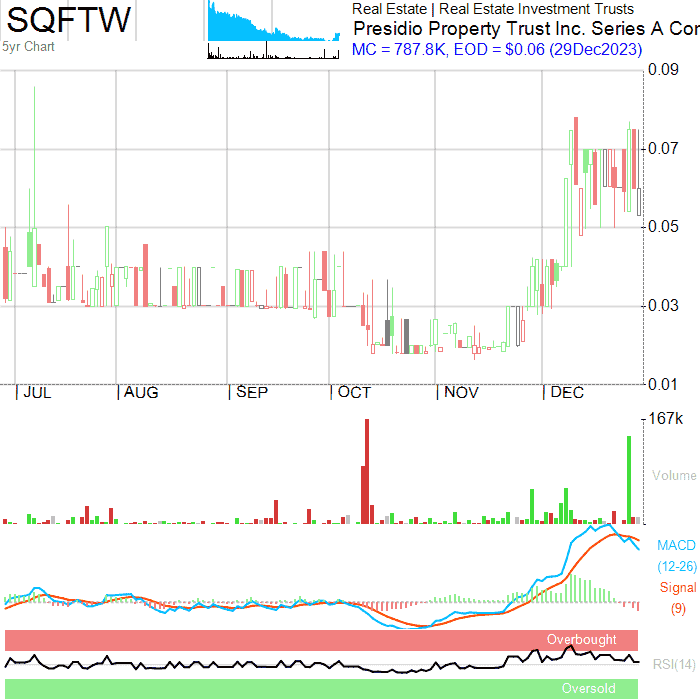 SQFTW
5yr Chart
Real Estate | Real Estate Investment Trusts
Presidio Property Trust Inc. Series A Cor
MC = 787.8K, EOD = $0.06 (29Dec2023)
0.09
0.07
0.05
0.03
0.01
JUL
AUG
SEP
OCT
NOV
DEC
167k
Volume
MACD
(12-26)
Signal
(9)
Overbought
RSI(14)
Oversold